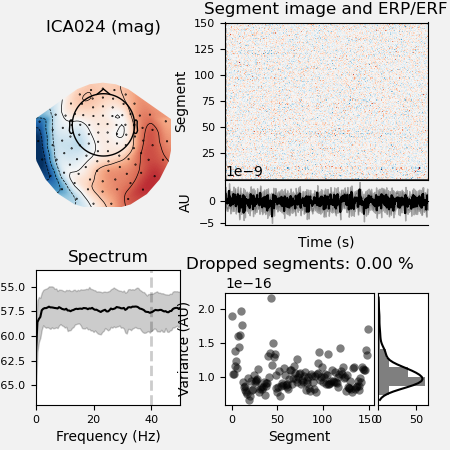 ICA024 (mag)
Segment image and ERP/ERF
Segment
150
125
100
75
50
25
1e−9
AU
0
−5
Time (s)
Spectrum
55.0
57.5
60.0
62.5
65.0
0
20
40
Frequency (Hz)
Dropped segments: 0.00 %
1e−16
Variance (AU)
2.0
1.5
1.0
0
50
100
150
0
50
Segment